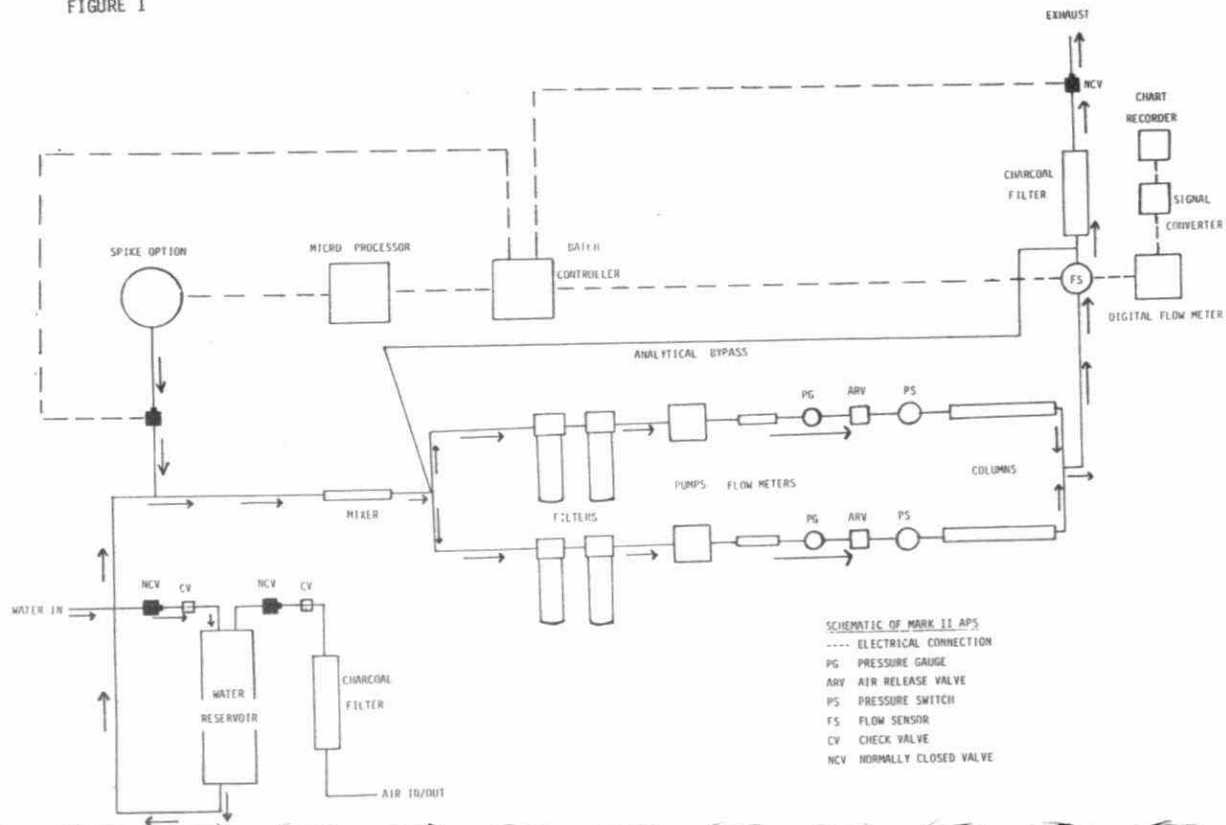 FIGURE 1
EXHAUST
NCV
CHART
RECORDER
CHARCOAL
FILTER
SIGNAL
CONVERTER
SPIKE OPTION
MICRO PROCESSOR
BATCH
CONTROLLER
FS
DIGITAL FLOW METER
ANALYTICAL BYPASS
PG
ARV
PS
PUMPS
FLOW METERS
COLUMNS
MIXER
FILTERS
PG
ARV
PS
NCV
CV
NCV
CV
WATER IN
WATER
RESERVOIR
CHARCOAL
FILTER
AIR IN/OUT
SCHEMATIC OF MARK II APS
---- ELECTRICAL CONNECTION
PG PRESSURE GAUGE
ARV AIR RELEASE VALVE
PS PRESSURE SWITCH
FS FLOW SENSOR
CV CHECK VALVE
NCV NORMALLY CLOSED VALVE